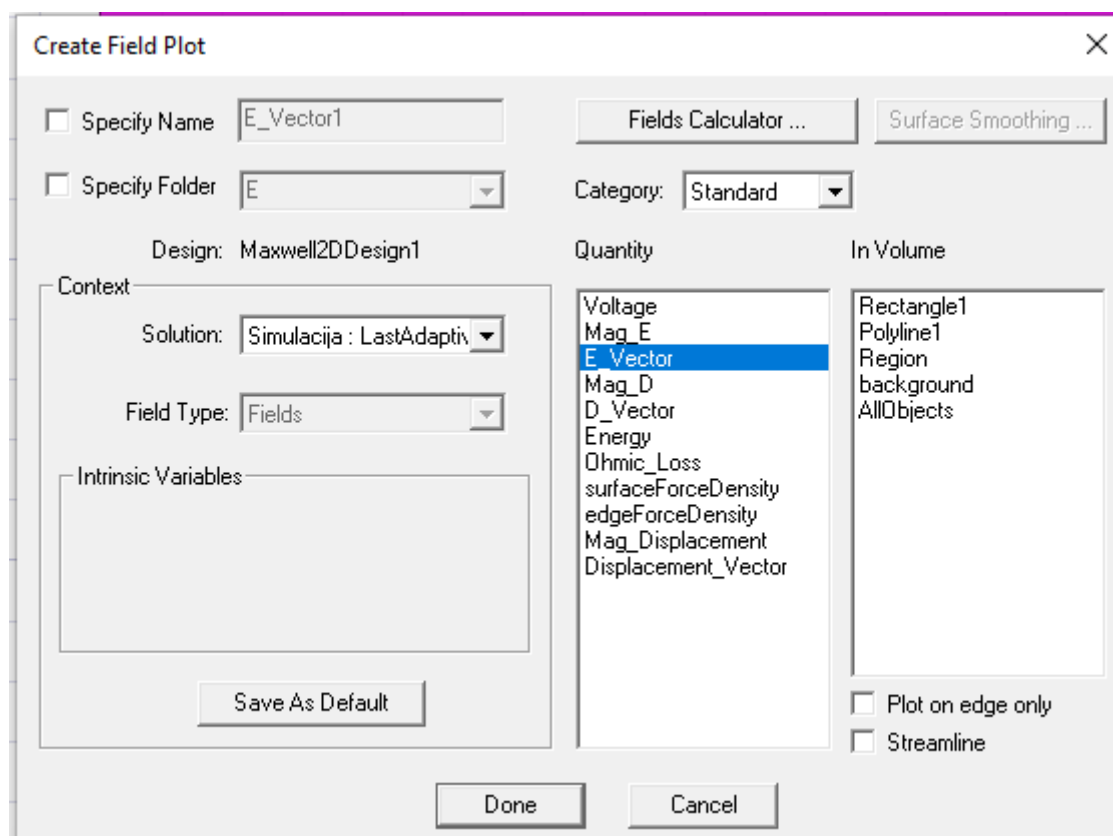 Create Field Plot
Specify Name
E_Vector1
Fields Calculator ...
Surface Smoothing ...
Specify Folder
E
Category:
Standard
Design:
Maxwell2DDesign1
Quantity
In Volume
Context
Solution:
Simulacija : LastAdaptiv
Field Type:
Fields
Intrinsic Variables
Save As Default
Voltage
Mag_E
E_Vector
Mag_D
D_Vector
Energy
Ohmic_Loss
surfaceForceDensity
edgeForceDensity
Mag_Displacement
Displacement_Vector
Rectangle1
Polyline1
Region
background
AllObjects
Plot on edge only
Streamline
Done
Cancel